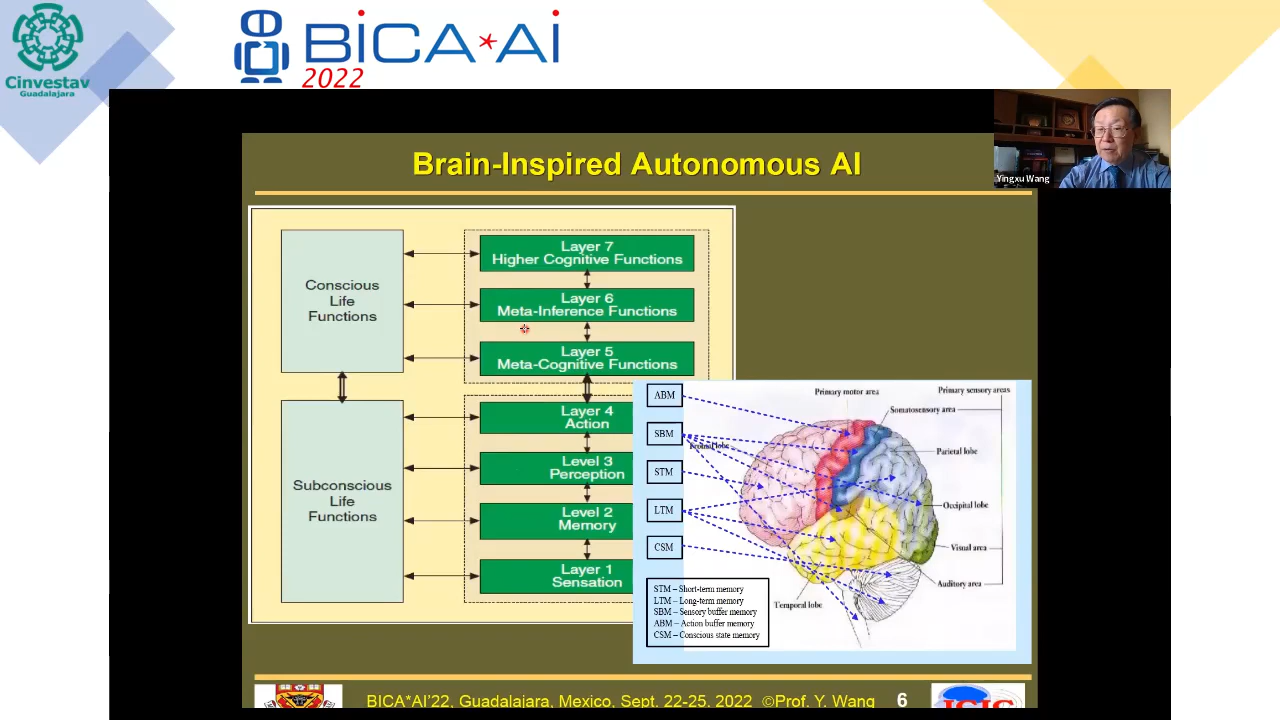 Cinvestav
Guadalajara
BiCA*Ai
2022
Yingxu Wang
Brain-Inspired Autonomous AI
Conscious
Life
Functions
Subconscious
Life
Functions
Layer 7
Higher Cognitive Functions
Layer 6
Meta-Inference Functions
Layer 5
Meta-Cognitive Functions
Layer 4
Action
Level 3
Perception
Level 2
Memory
Layer 1
Sensation
ABM
SBM
STM
LTM
CSM
Primary motor area
Primary sensory areas
Somatosensory area
Frontal lobe
Parietal lobe
Occipital lobe
Visual area
Auditory area
Temporal lobe
STM – Short-term memory
LTM – Long-term memory
SBM – Sensory buffer memory
ABM – Action buffer memory
CSM – Conscious state memory
BICA*AI'22, Guadalajara, Mexico, Sept. 22-25, 2022 ©Prof. Y. Wang
6